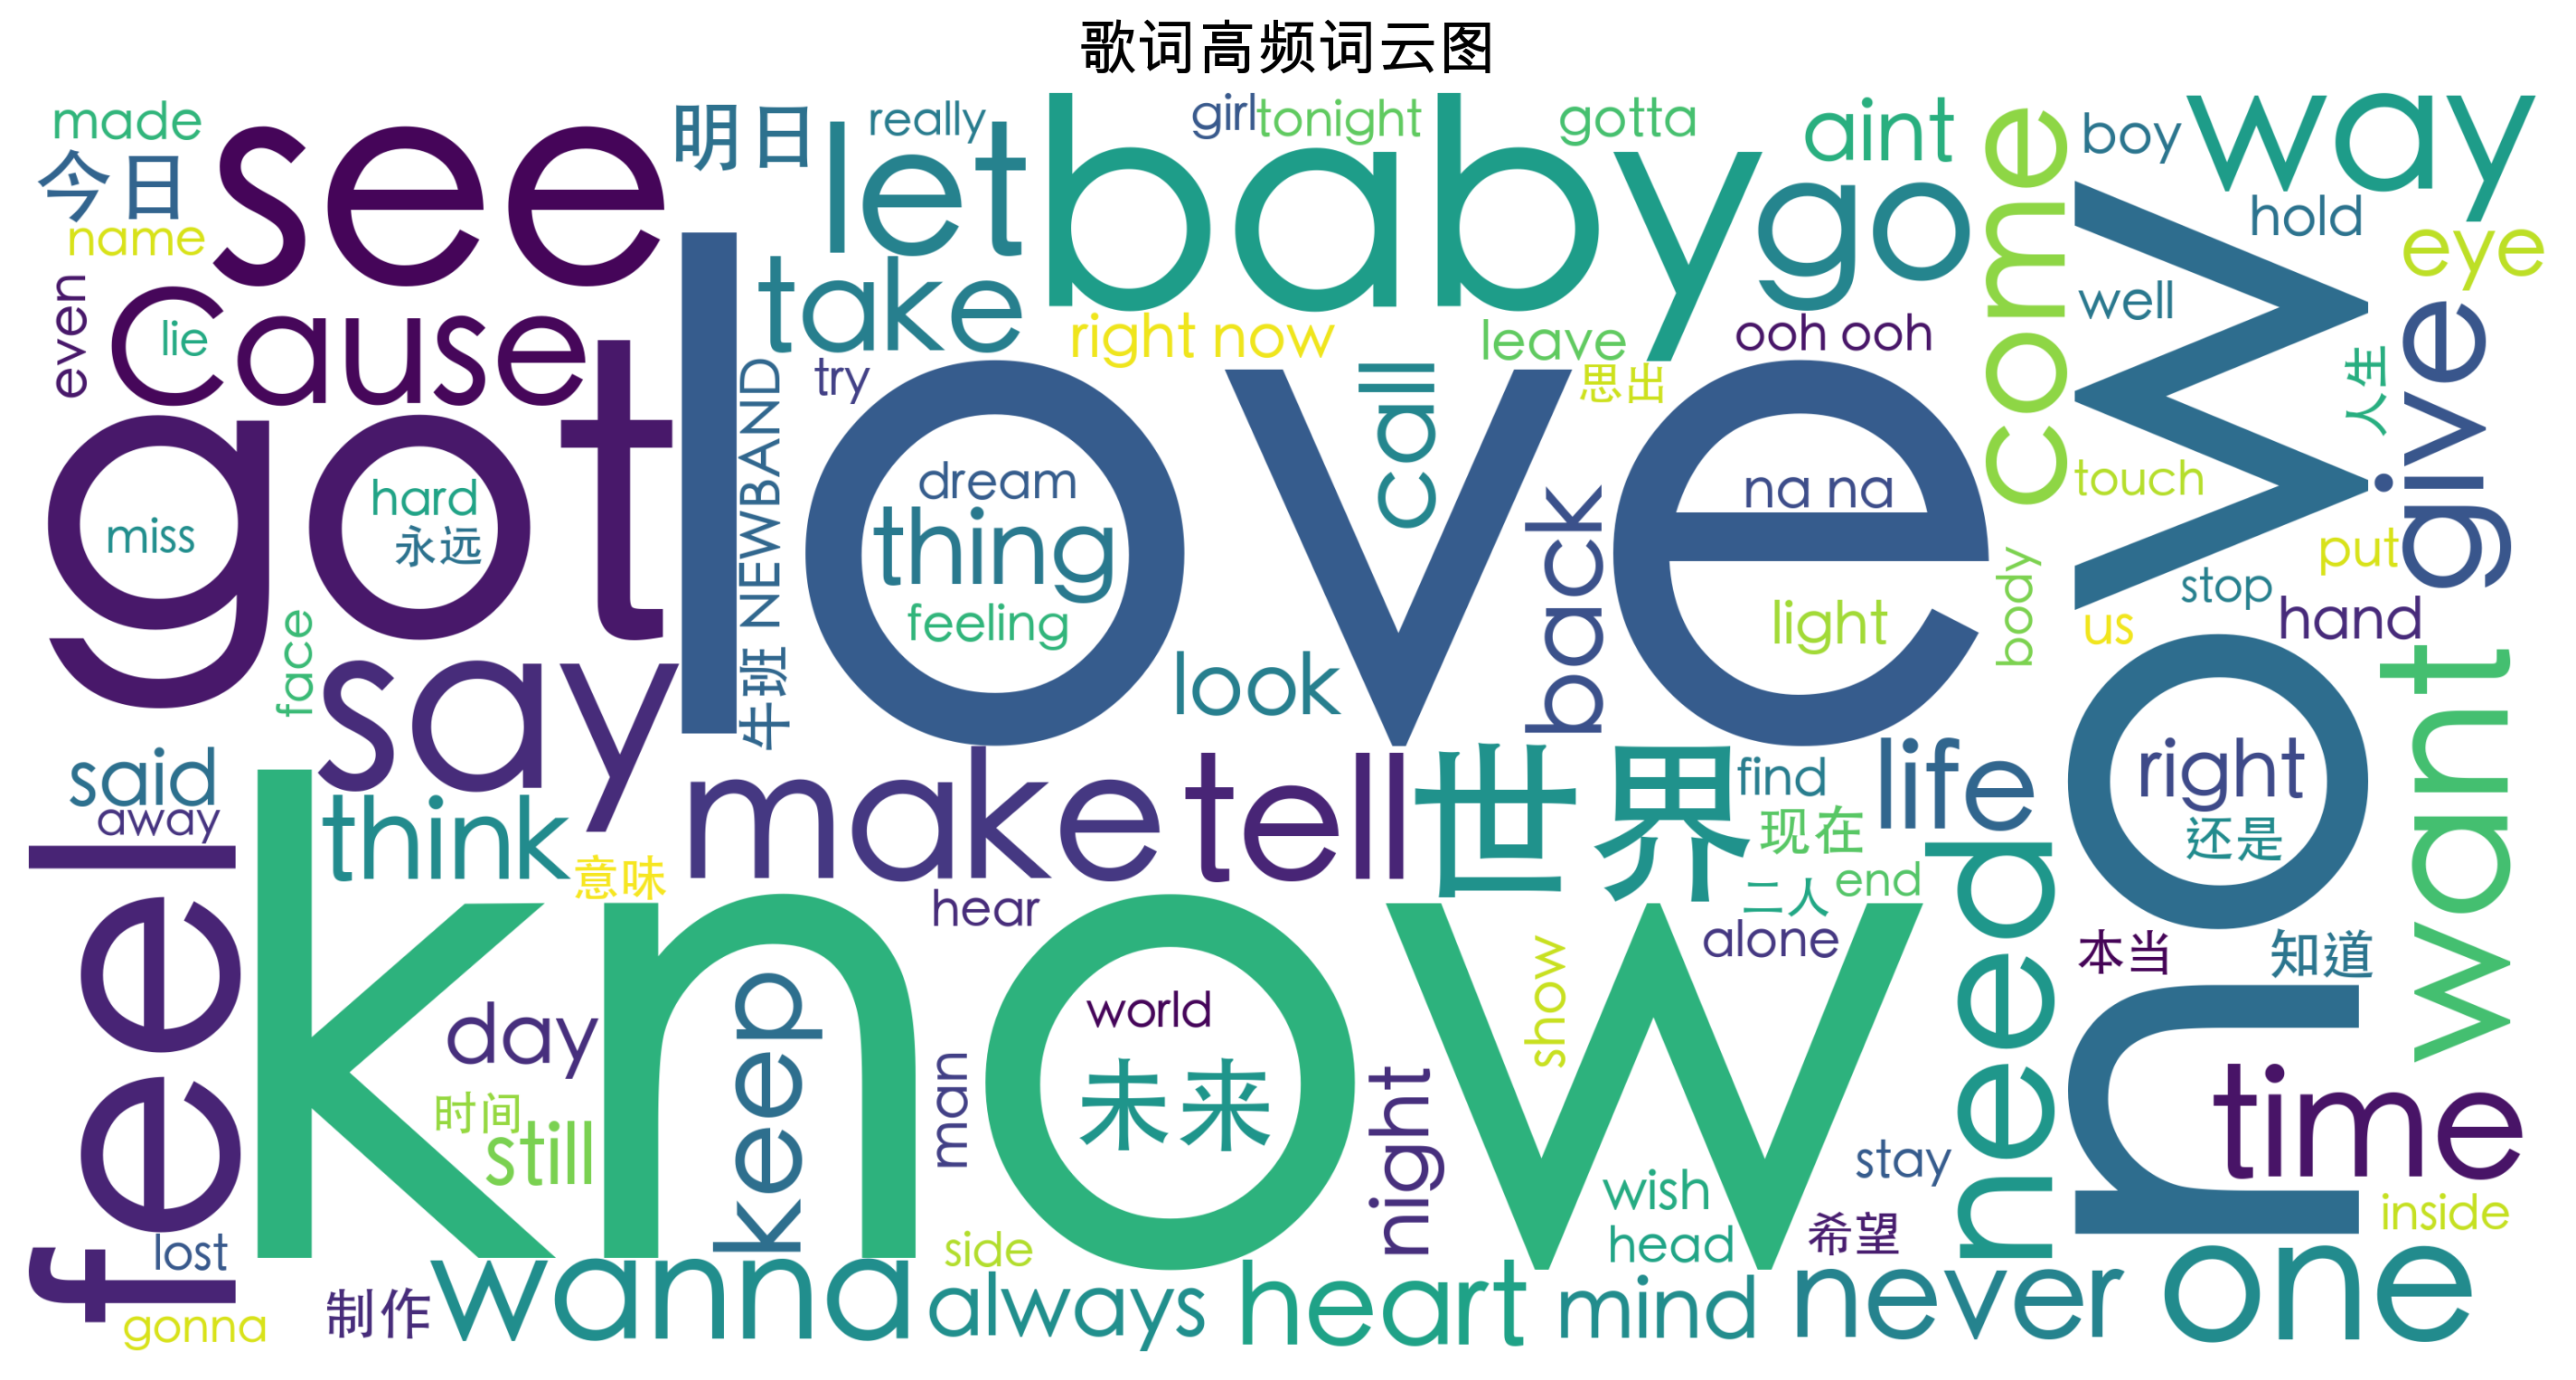 歌词高频词云图
made
今日
name
see
明日
let
really
baby
girl
tonight
gotta
aint
go
come
boy
way
hold
eye
even
lie
cause
take
right now
leave
ooh ooh
well
give
人生
try
call
思出
got
miss
hard
永远
牛班 NEWBAND
love
dream
thing
feeling
back
na na
light
body
touch
now
put
stop
us
hand
face
say
look
want
said
away
think
意味
make
tell
世界
find
现在
二人
end
life
right
还是
feel
know
hear
alone
need
本当
知道
day
keep
world
未来
show
时间
still
man
night
time
stay
wish
head
希望
inside
lost
gonna
制作
wanna
side
always
heart
mind
never
one